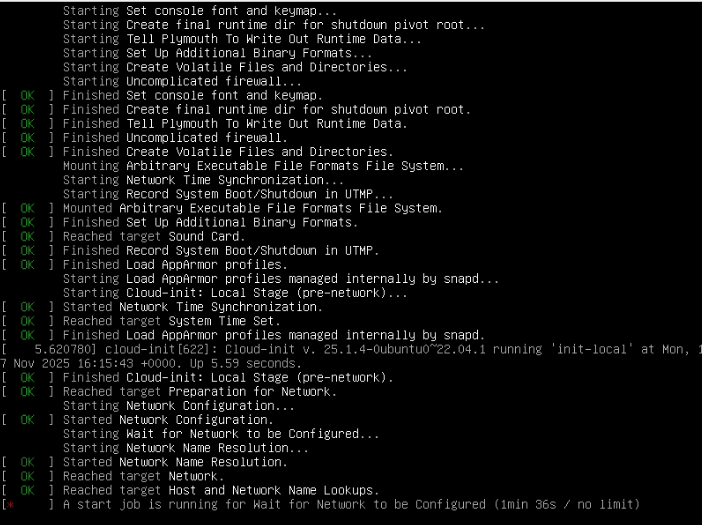 Starting Set console font and keymap...
Starting Create final runtime dir for shutdown pivot root...
Starting Tell Plymouth To Write Out Runtime Data...
Starting Set Up Additional Binary Formats...
Starting Create Volatile Files and Directories...
Starting Uncomplicated firewall...
[  OK  ] Finished Set console font and keymap.
[  OK  ] Finished Create final runtime dir for shutdown pivot root.
[  OK  ] Finished Tell Plymouth To Write Out Runtime Data.
[  OK  ] Finished Uncomplicated firewall.
[  OK  ] Finished Create Volatile Files and Directories.
Mounting Arbitrary Executable File Formats File System...
Starting Network Time Synchronization...
Starting Record System Boot/Shutdown in UTMP...
[  OK  ] Mounted Arbitrary Executable File Formats File System.
[  OK  ] Finished Set Up Additional Binary Formats.
[  OK  ] Reached target Sound Card.
[  OK  ] Finished Record System Boot/Shutdown in UTMP.
[  OK  ] Finished Load AppArmor profiles.
Starting Load AppArmor profiles managed internally by snapd...
Starting Cloud-init: Local Stage (pre-network)...
[  OK  ] Started Network Time Synchronization.
[  OK  ] Reached target System Time Set.
[  OK  ] Finished Load AppArmor profiles managed internally by snapd.
[    5.620780] cloud-init[622]: Cloud-init v. 25.1.4-0ubuntu0~22.04.1 running 'init-local' at Mon, 1
7 Nov 2025 16:15:43 +0000. Up 5.59 seconds.
[  OK  ] Finished Cloud-init: Local Stage (pre-network).
[  OK  ] Reached target Preparation for Network.
Starting Network Configuration...
[  OK  ] Started Network Configuration.
Starting Wait for Network to be Configured...
Starting Network Name Resolution...
[  OK  ] Started Network Name Resolution.
[  OK  ] Reached target Network.
[  OK  ] Reached target Host and Network Name Lookups.
[*     ] A start job is running for Wait for Network to be Configured (1min 36s / no limit)